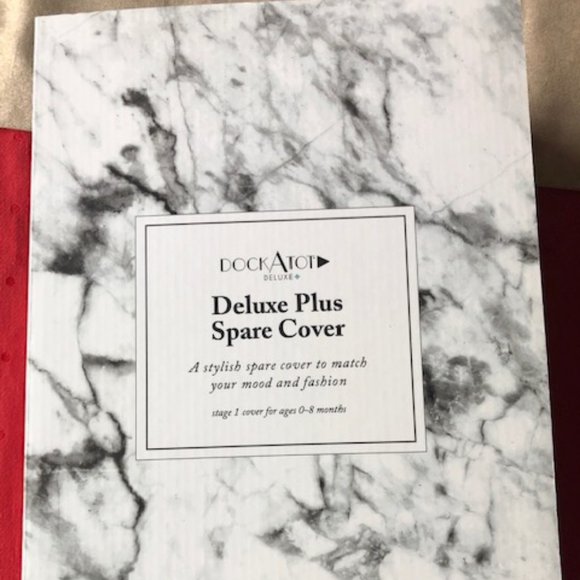 DOCKATOT
DELUXE+
Deluxe Plus
Spare Cover
A stylish spare cover to match
your mood and fashion
stage 1 cover for ages 0-8 months